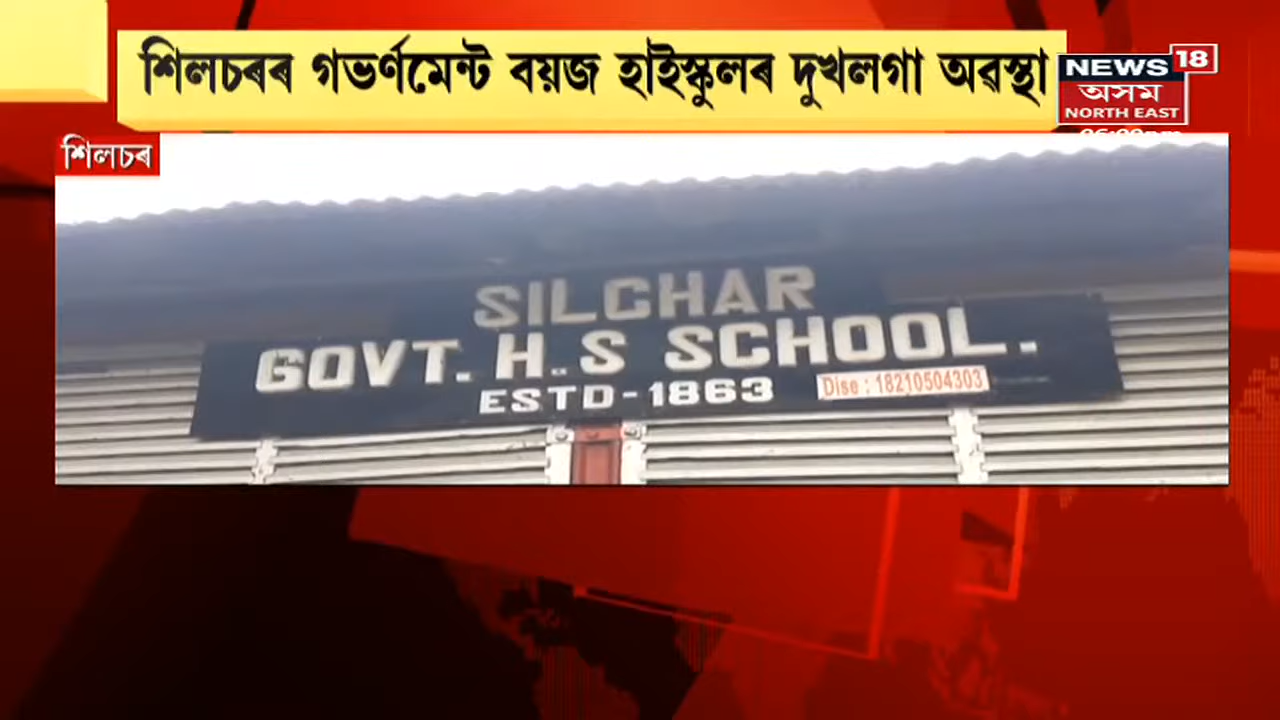 শিলচৰৰ গভৰ্ণমেন্ট বয়জ হাইস্কুলৰ দুখলগা অৱস্থা
NEWS 18
অসম
NORTH EAST
শিলচৰ
SILCHAR
GOVT. H.S SCHOOL.
ESTD-1863
Dise : 18210504303